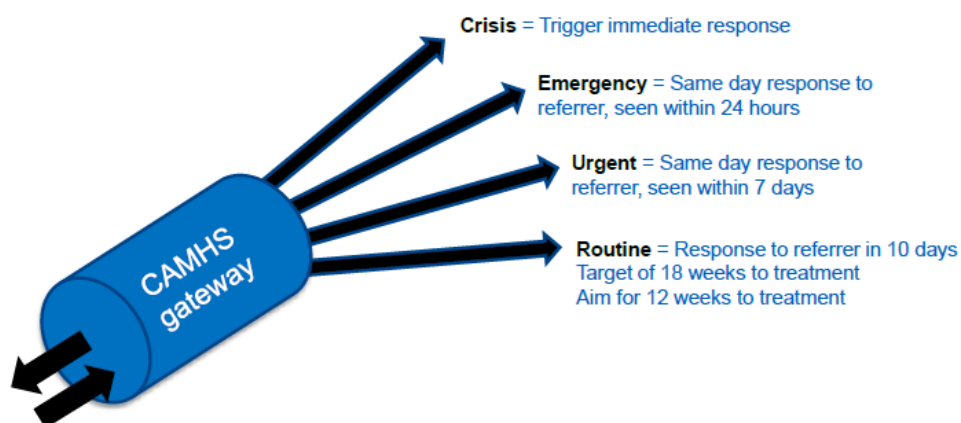 Crisis = Trigger immediate response
Emergency = Same day response to
referrer, seen within 24 hours
Urgent = Same day response to
referrer, seen within 7 days
Routine = Response to referrer in 10 days
Target of 18 weeks to treatment
Aim for 12 weeks to treatment
CAMHS
gateway